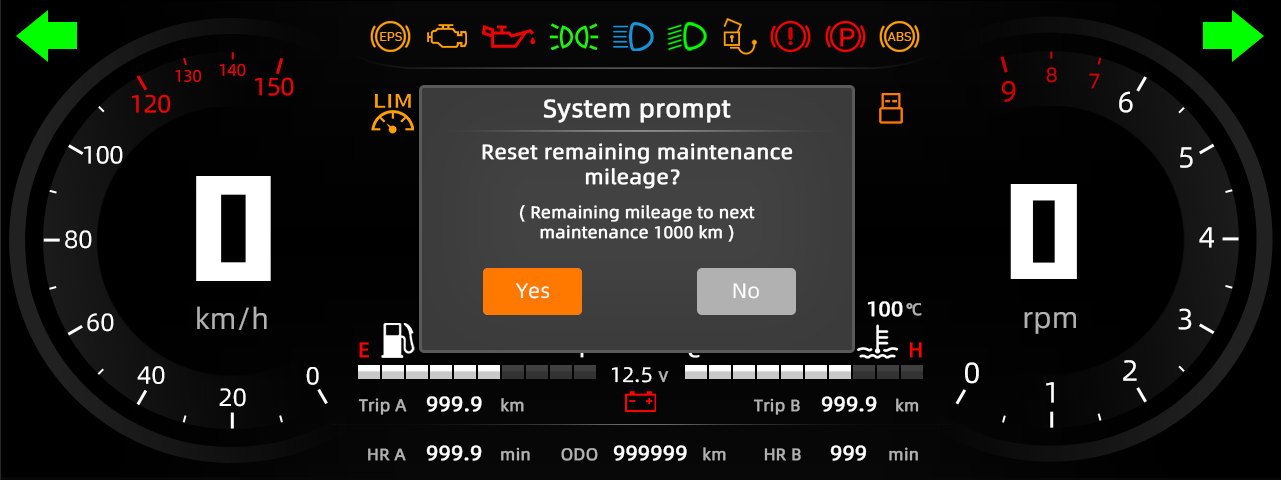 EPS
!
P
ABS
LIM
System prompt
Reset remaining maintenance
mileage?
( Remaining mileage to next
maintenance 1000 km )
Yes
No
0
20
40
60
80
100
120
130
140
150
0
km/h
0
1
2
3
4
5
6
7
8
9
0
rpm
100 °C
E
H
12.5 V
Trip A 999.9 km
Trip B 999.9 km
HR A 999.9 min
ODO 999999 km
HR B 999 min